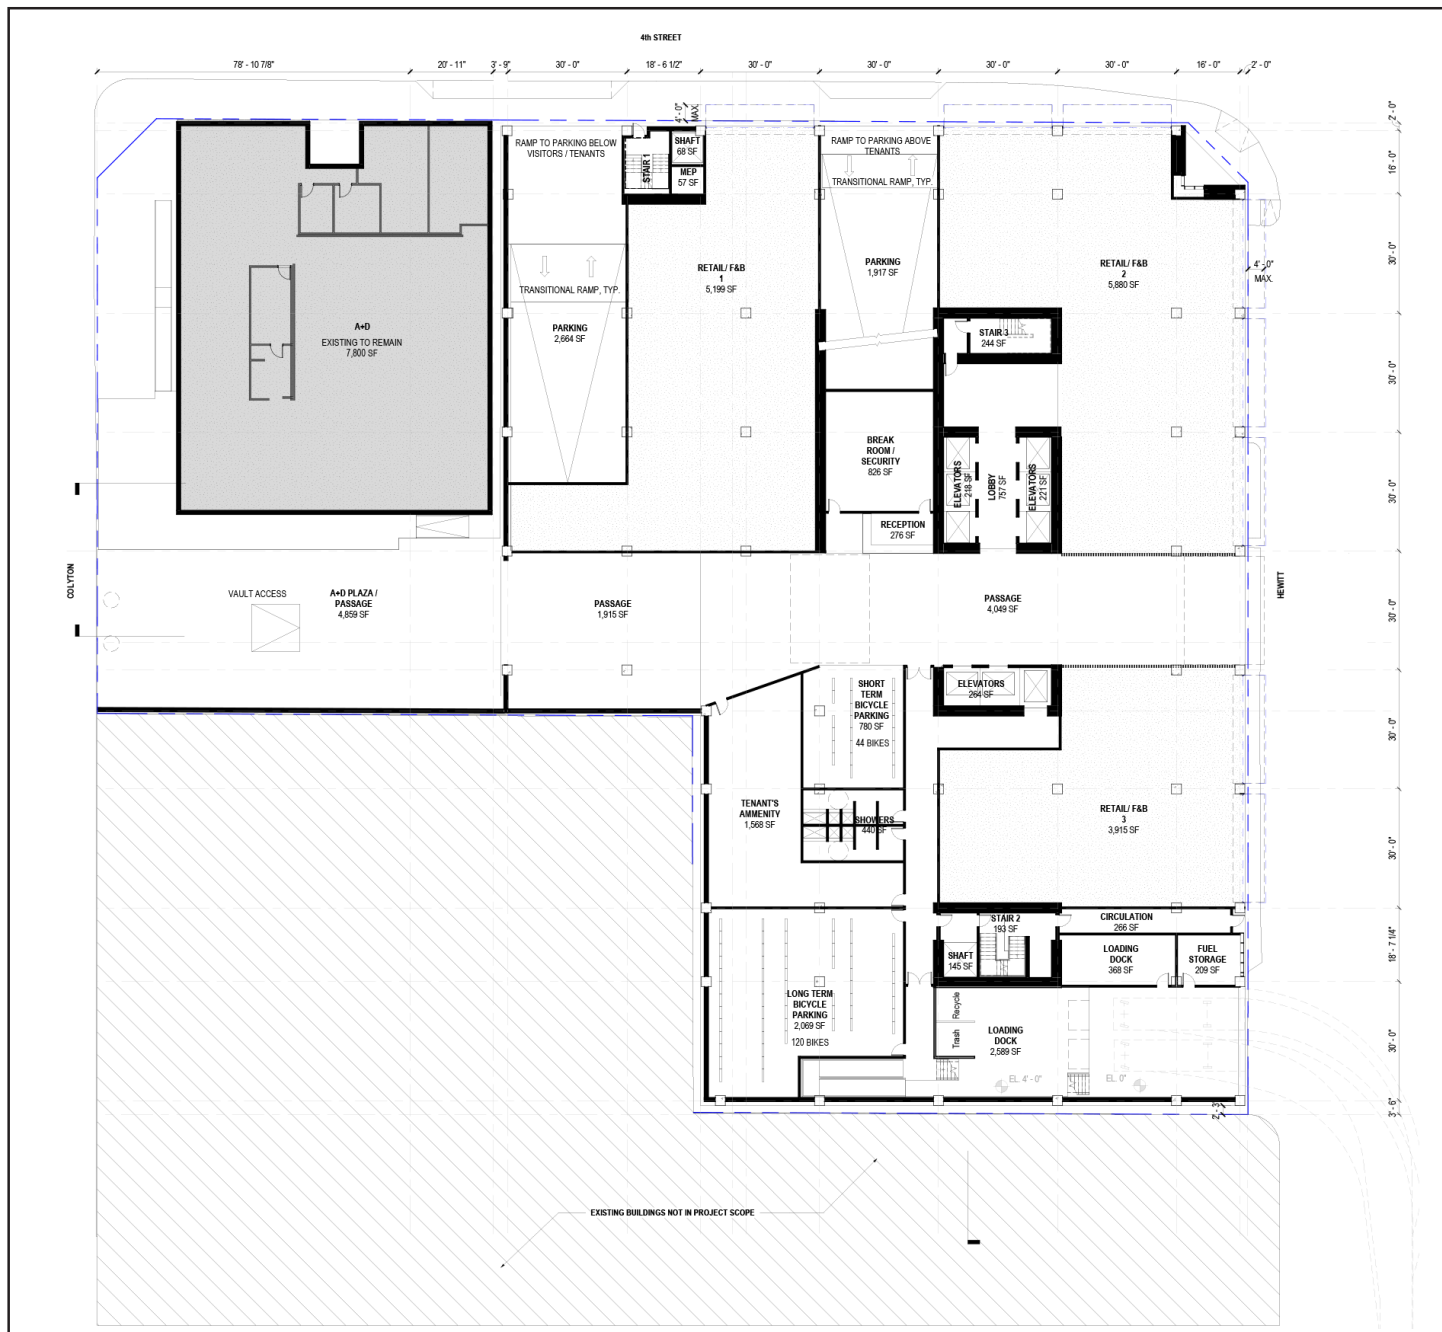 4th STREET
78' - 10 7/8"
20' - 11"
3' - 9"
30' - 0"
18' - 6 1/2"
30' - 0"
30' - 0"
30' - 0"
30' - 0"
16' - 0"
2' - 0"
4' - 0"
MAX.
2' - 0"
16' - 0"
RAMP TO PARKING BELOW
VISITORS / TENANTS
STAIR 1
SHAFT
68 SF
MEP
57 SF
RAMP TO PARKING ABOVE
TENANTS
TRANSITIONAL RAMP, TYP.
RETAIL/ F&B
1
5,199 SF
PARKING
1,917 SF
RETAIL/ F&B
2
5,880 SF
4' - 0"
MAX.
30' - 0"
TRANSITIONAL RAMP, TYP.
A+D
EXISTING TO REMAIN
7,800 SF
PARKING
2,664 SF
STAIR 3
244 SF
30' - 0"
BREAK
ROOM /
SECURITY
826 SF
ELEVATORS
218 SF
LOBBY
757 SF
ELEVATORS
221 SF
30' - 0"
RECEPTION
276 SF
COLYTON
VAULT ACCESS
A+D PLAZA /
PASSAGE
4,859 SF
PASSAGE
1,915 SF
PASSAGE
4,049 SF
HEWITT
30' - 0"
SHORT
TERM
BICYCLE
PARKING
780 SF
44 BIKES
ELEVATORS
264 SF
30' - 0"
TENANT'S
AMMENITY
1,568 SF
SHOWERS
440 SF
RETAIL/ F&B
3
3,915 SF
30' - 0"
STAIR 2
193 SF
CIRCULATION
266 SF
SHAFT
145 SF
LOADING
DOCK
368 SF
FUEL
STORAGE
209 SF
18' - 7 1/4"
LONG TERM
BICYCLE
PARKING
2,069 SF
120 BIKES
Recycle
Trash
LOADING
DOCK
2,589 SF
30' - 0"
EL. 4' - 0"
EL. 0"
2' - 3"
3' - 6"
EXISTING BUILDINGS NOT IN PROJECT SCOPE